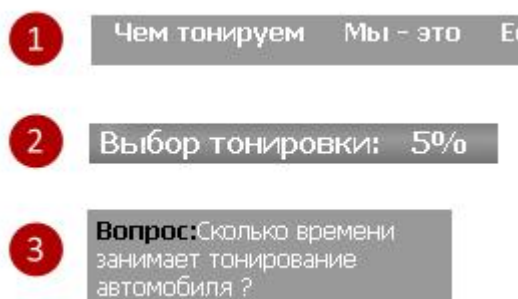 1
Чем тонируем Мы - это
2
Выбор тонировки: 5%
3
Вопрос:Сколько времени
занимает тонирование
автомобиля ?